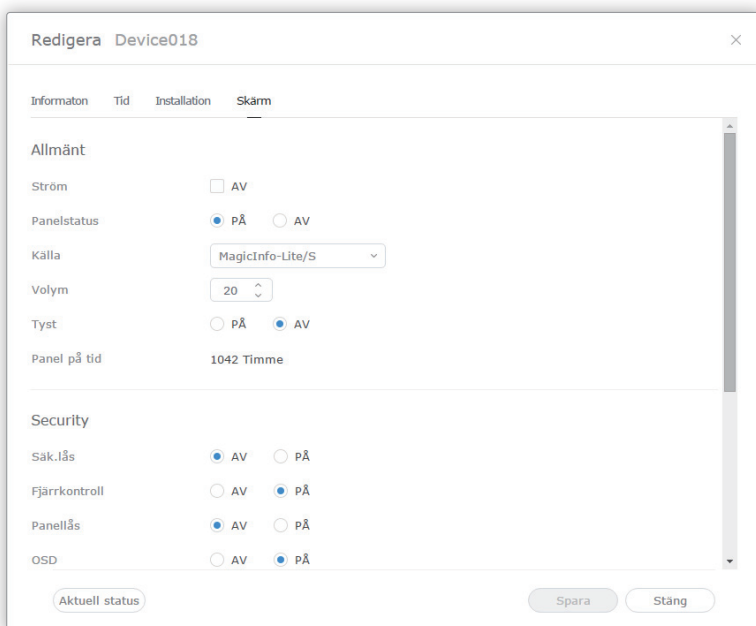 Redigera Device018
Informaton Tid Installation Skärm
Allmänt
Ström AV
Panelstatus PÅ AV
Källa MagicInfo-Lite/S
Volym 20
Tyst PÅ AV
Panel på tid 1042 Timme
Security
Säk.lås AV PÅ
Fjärrkontroll AV PÅ
Panellås AV PÅ
OSD AV PÅ
Aktuell status Spara Stäng